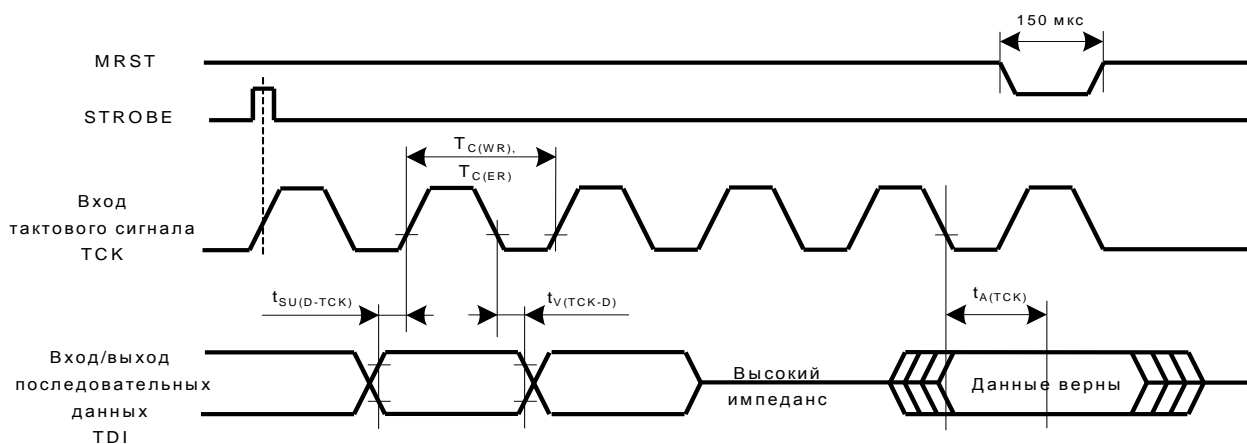 150 мкс
MRST
STROBE
TC(WR),
TC(ER)
Вход
тактового сигнала
TCK
tSU(D-TCK)
tV(TCK-D)
tA(TCK)
Вход/выход
последовательных
данных
TDI
Высокий
импеданс
Данные верны